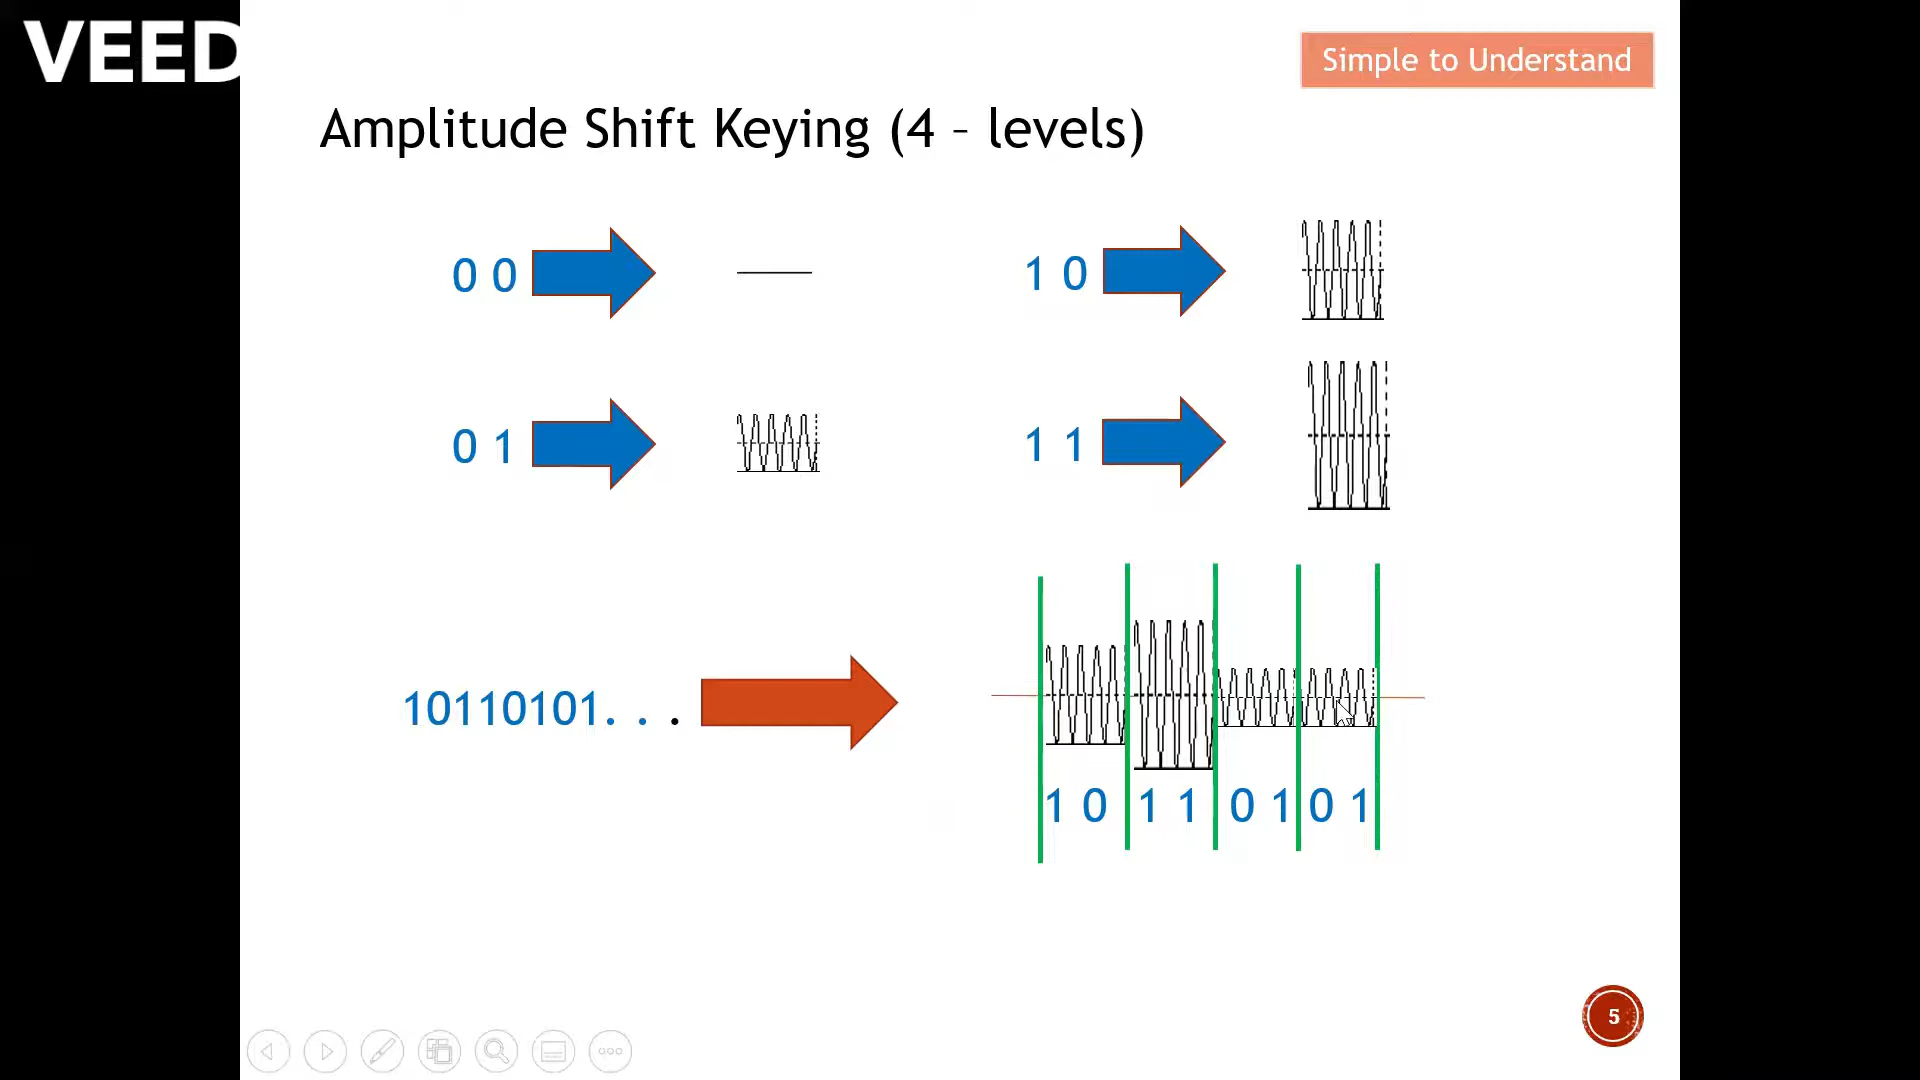 VEED
Simple to Understand
Amplitude Shift Keying (4 – levels)
0 0
1 0
0 1
1 1
10110101. . .
1 0 1 1 0 1 0 1
5